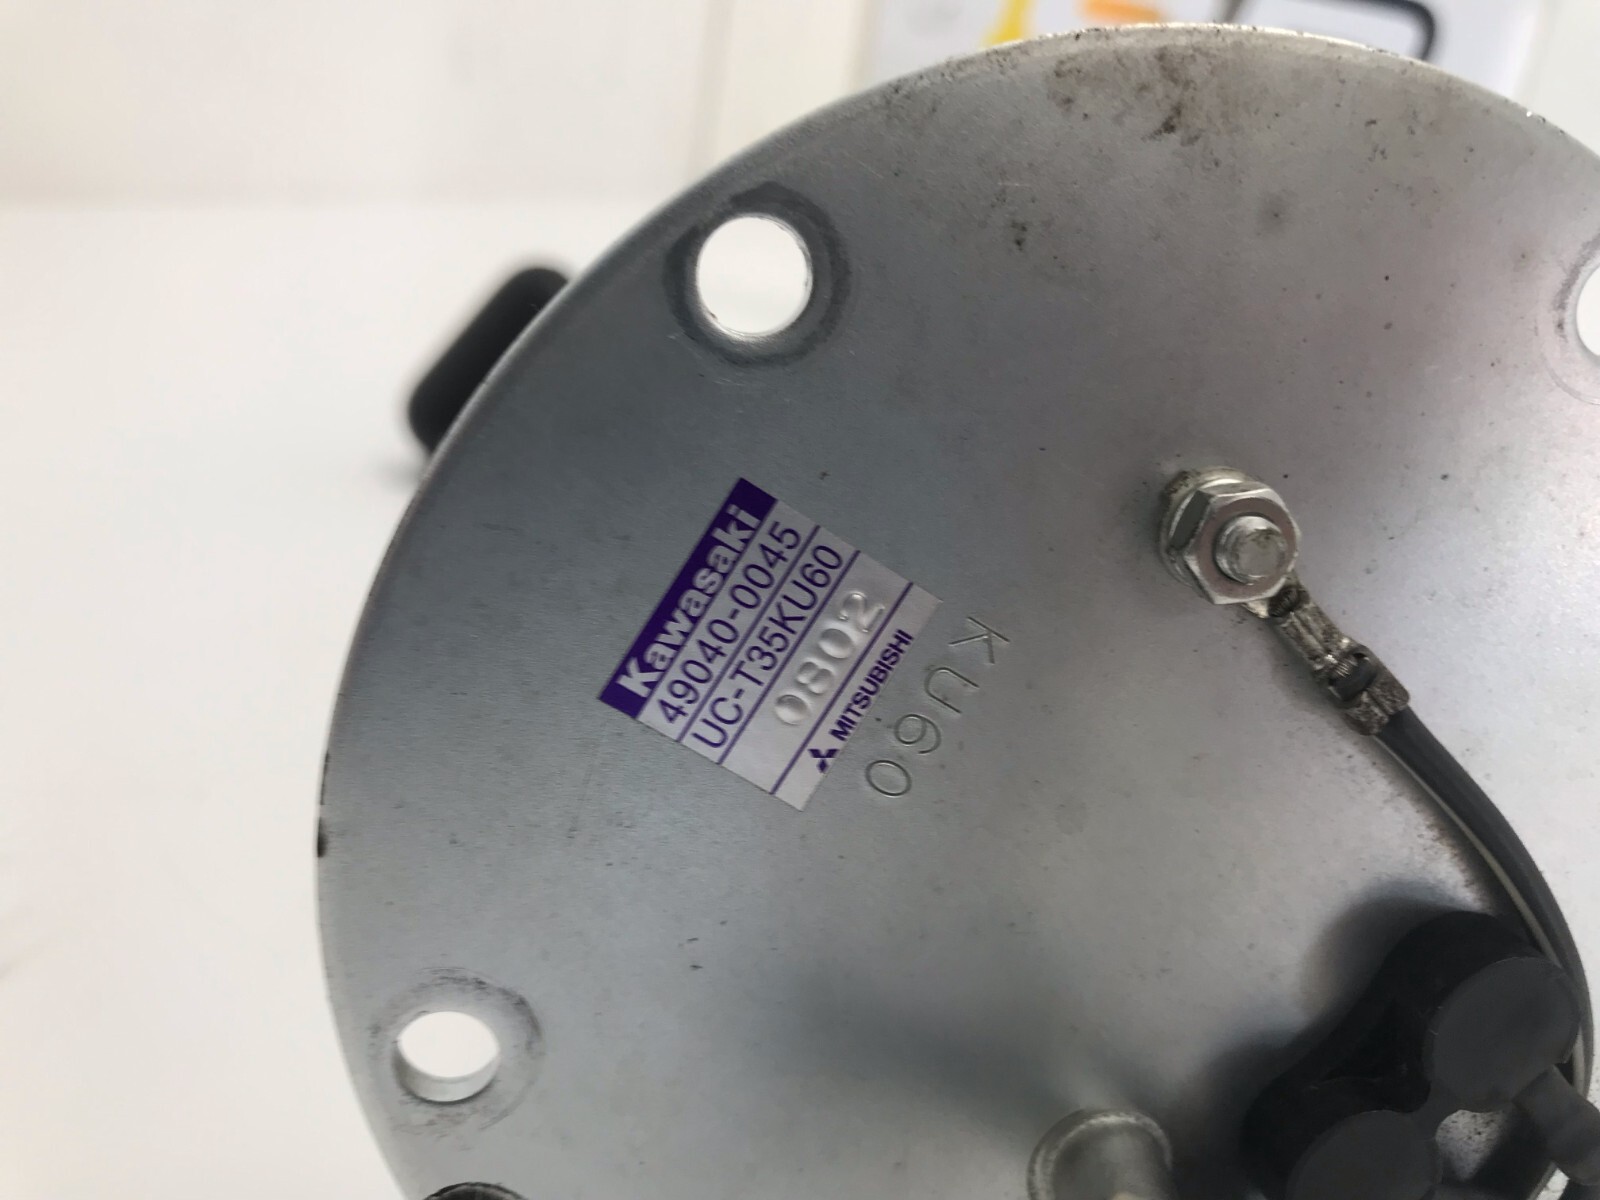 Kawasaki
49040-0045
UC-T35KU60
0802
MITSUBISHI
KU60